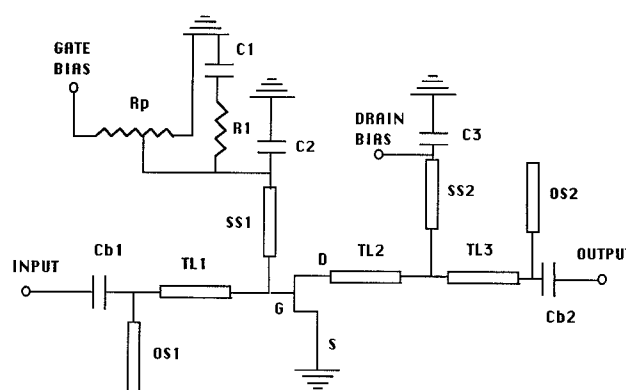 GATE
BIAS
C1
Rp
R1
C2
DRAIN
BIAS
C3
SS1
SS2
OS2
Cb1
TL1
D
TL2
TL3
INPUT
OUTPUT
G
Cb2
OS1
S